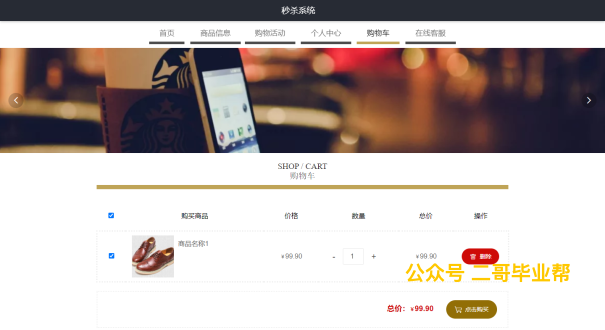 秒杀系统
首页 商品信息 购物活动 个人中心 购物车 在线客服
SHOP / CART
购物车
购买商品 价格 数量 总价 操作
商品名称1
¥99.90 - 1 + ¥99.90 删除
公众号 二哥毕业帮
总价: ¥99.90 点击购买